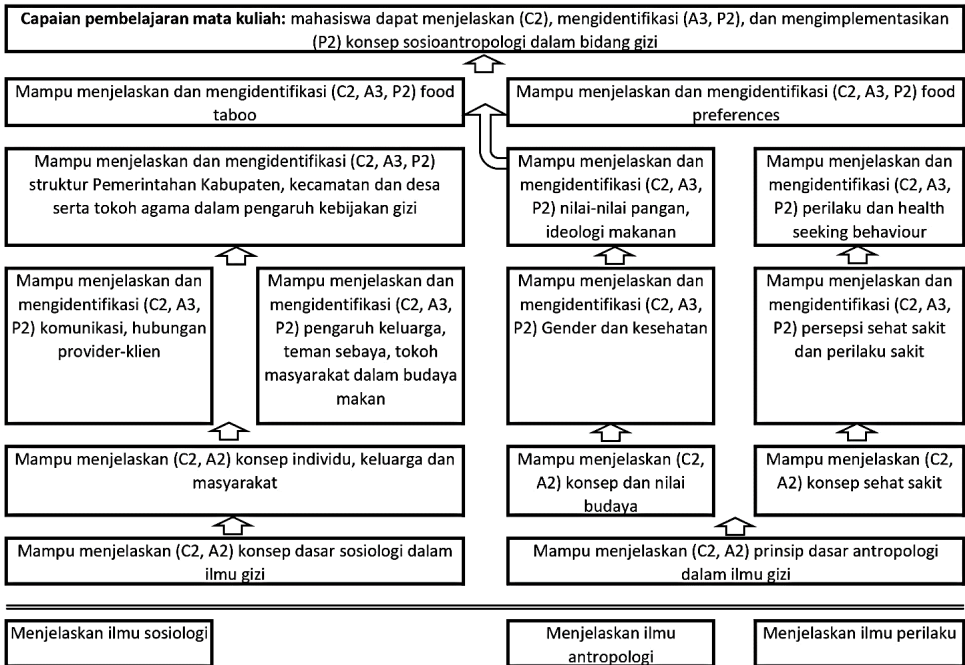 Capaian pembelajaran mata kuliah: mahasiswa dapat menjelaskan (C2), mengidentifikasi (A3, P2), dan mengimplementasikan
(P2) konsep sosioantropologi dalam bidang gizi
Mampu menjelaskan dan mengidentifikasi (C2, A3, P2) food
taboo
Mampu menjelaskan dan mengidentifikasi (C2, A3, P2) food
preferences
Mampu menjelaskan dan mengidentifikasi (C2, A3, P2)
struktur Pemerintahan Kabupaten, kecamatan dan desa
serta tokoh agama dalam pengaruh kebijakan gizi
Mampu menjelaskan dan
mengidentifikasi (C2, A3,
P2) nilai-nilai pangan,
ideologi makanan
Mampu menjelaskan dan
mengidentifikasi (C2, A3,
P2) perilaku dan health
seeking behaviour
Mampu menjelaskan dan
mengidentifikasi (C2, A3,
P2) komunikasi, hubungan
provider-klien
Mampu menjelaskan dan
mengidentifikasi (C2, A3,
P2) pengaruh keluarga,
teman sebaya, tokoh
masyarakat dalam budaya
makan
Mampu menjelaskan dan
mengidentifikasi (C2, A3,
P2) Gender dan kesehatan
Mampu menjelaskan dan
mengidentifikasi (C2, A3,
P2) persepsi sehat sakit
dan perilaku sakit
Mampu menjelaskan (C2, A2) konsep individu, keluarga dan
masyarakat
Mampu menjelaskan (C2,
A2) konsep dan nilai
budaya
Mampu menjelaskan (C2,
A2) konsep sehat sakit
Mampu menjelaskan (C2, A2) konsep dasar sosiologi dalam
ilmu gizi
Mampu menjelaskan (C2, A2) prinsip dasar antropologi
dalam ilmu gizi
Menjelaskan ilmu sosiologi
Menjelaskan ilmu
antropologi
Menjelaskan ilmu perilaku